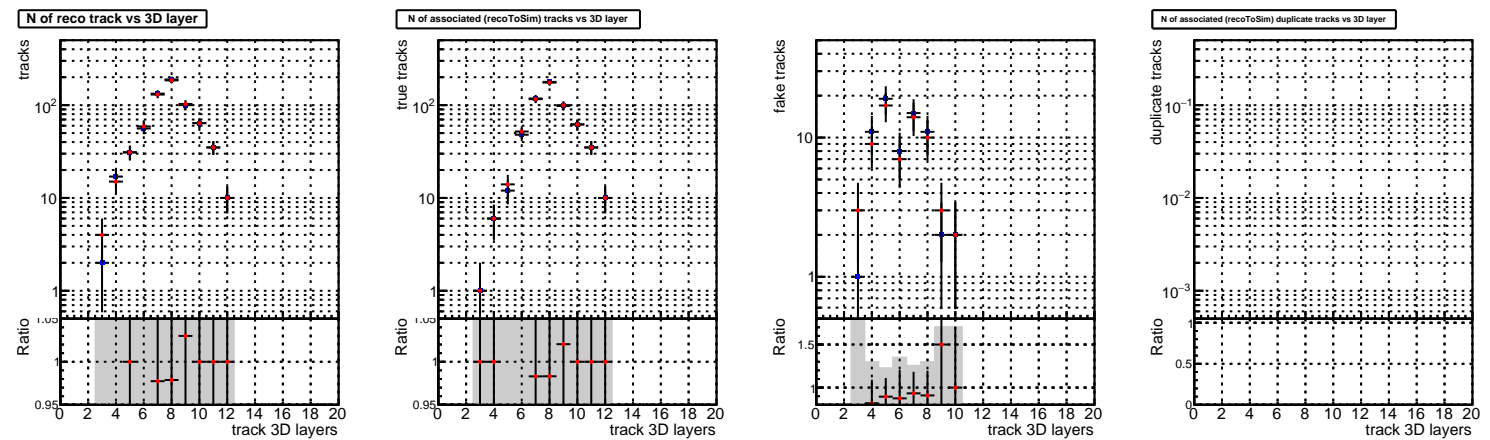 N of reco track vs 3D layer
tracks
10²
10
1
Ratio
1.05
1
0.95
0 2 4 6 8 10 12 14 16 18 20
track 3D layers
N of associated (recoToSim) tracks vs 3D layer
true tracks
10²
10
1
Ratio
1.05
1
0.95
0 2 4 6 8 10 12 14 16 18 20
track 3D layers
fake tracks
10
1
Ratio
1.5
1
0 2 4 6 8 10 12 14 16 18 20
track 3D layers
N of associated (recoToSim) duplicate tracks vs 3D layer
duplicate tracks
10⁻¹
10⁻²
10⁻³
Ratio
1
0.5
0
0 2 4 6 8 10 12 14 16 18 20
track 3D layers